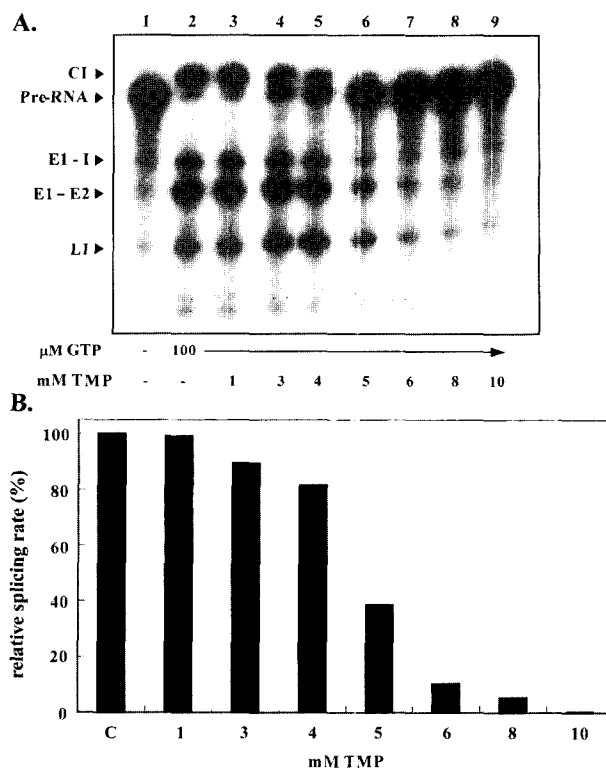 A.
1 2 3 4 5 6 7 8 9
CI
Pre-RNA
E1 - I
E1 - E2
LI
μM GTP - 100
mM TMP - - 1 3 4 5 6 8 10
B.
relative splicing rate (%)
100
80
60
40
20
0
C 1 3 4 5 6 8 10
mM TMP